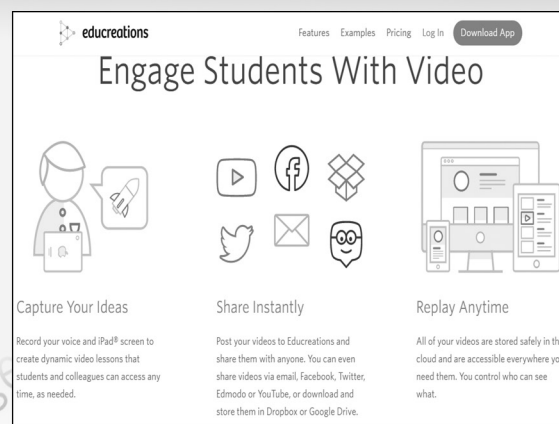 educreations
Features Examples Pricing Log In Download App
Engage Students With Video
Capture Your Ideas
Record your voice and iPad® screen to
create dynamic video lessons that
students and colleagues can access any
time, as needed.
Share Instantly
Post your videos to Educreations and
share them with anyone. You can even
share videos via email, Facebook, Twitter,
Edmodo or YouTube, or download and
store them in Dropbox or Google Drive.
Replay Anytime
All of your videos are stored safely in
cloud and are accessible everywhere
need them. You control who can see
what.